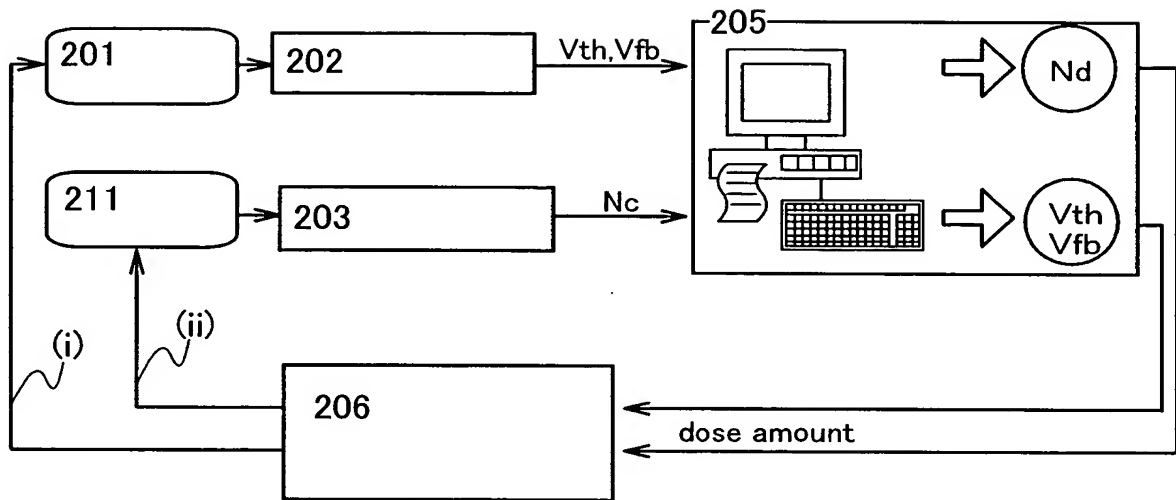 201
202
Vth,Vfb
205
Nd
211
203
Nc
Vth
Vfb
(i)
(ii)
206
dose amount